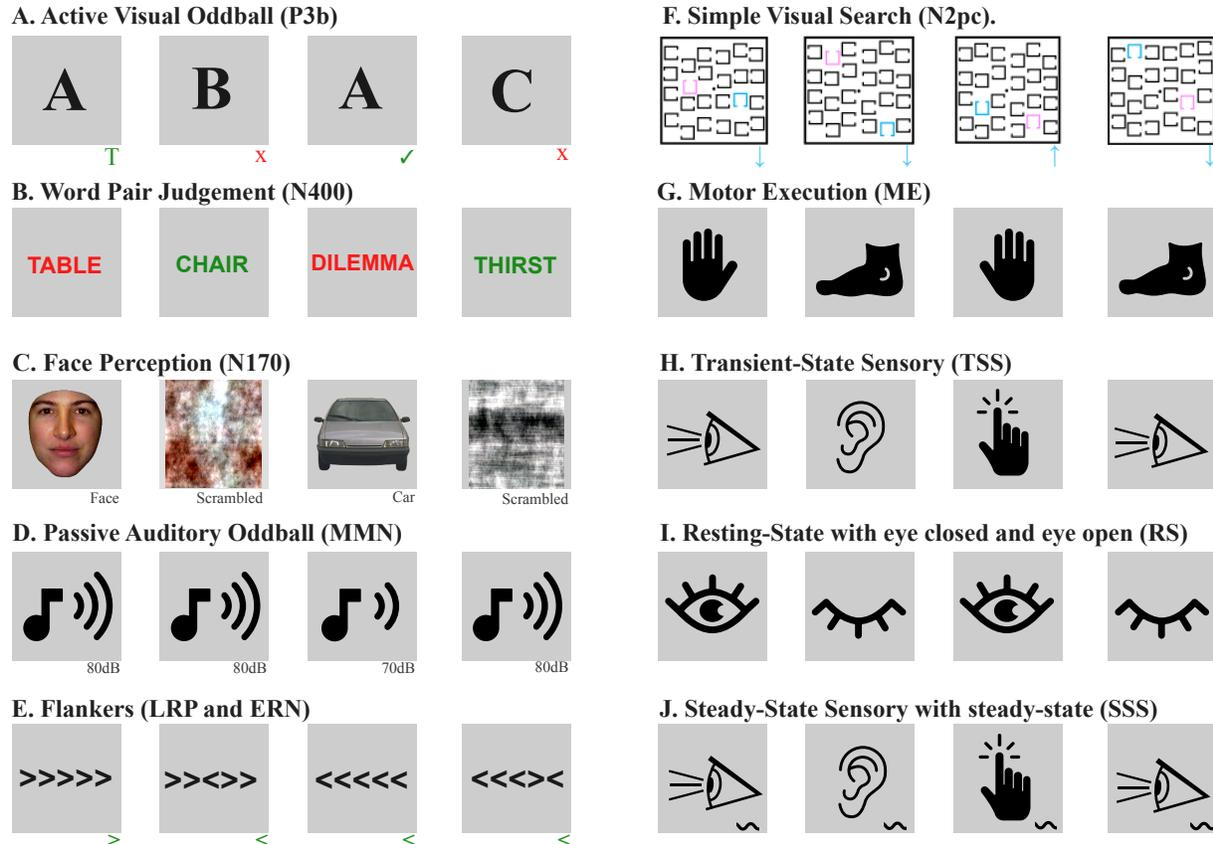 A. Active Visual Oddball (P3b)
A
B
A
C
T
x
✓
x
B. Word Pair Judgement (N400)
TABLE
CHAIR
DILEMMA
THIRST
C. Face Perception (N170)
Face
Scrambled
Car
Scrambled
D. Passive Auditory Oddball (MMN)
80dB
80dB
70dB
80dB
E. Flankers (LRP and ERN)
>>>>>
>><>>
<<<<<
<<<><
>
<
<
<
F. Simple Visual Search (N2pc).
G. Motor Execution (ME)
H. Transient-State Sensory (TSS)
I. Resting-State with eye closed and eye open (RS)
J. Steady-State Sensory with steady-state (SSS)